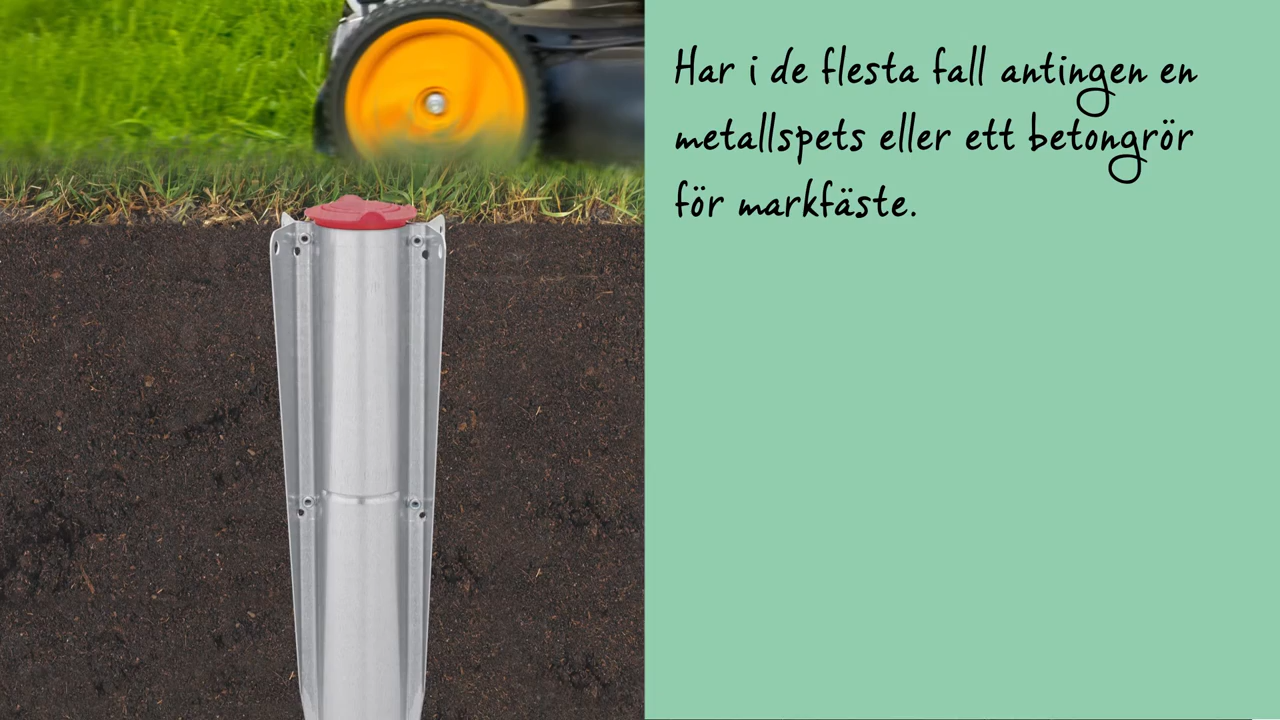 Har i de flesta fall antingen en
metallspets eller ett betongrör
för markfäste.